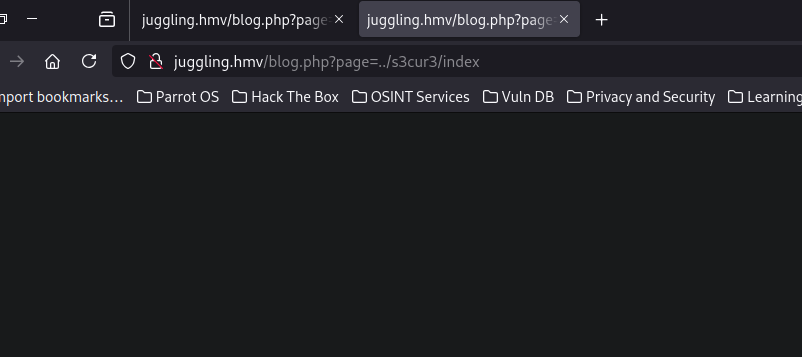 juggling.hmv/blog.php?page= juggling.hmv/blog.php?page=
juggling.hmv/blog.php?page=../s3cur3/index
mport bookmarks… Parrot OS Hack The Box OSINT Services Vuln DB Privacy and Security Learning